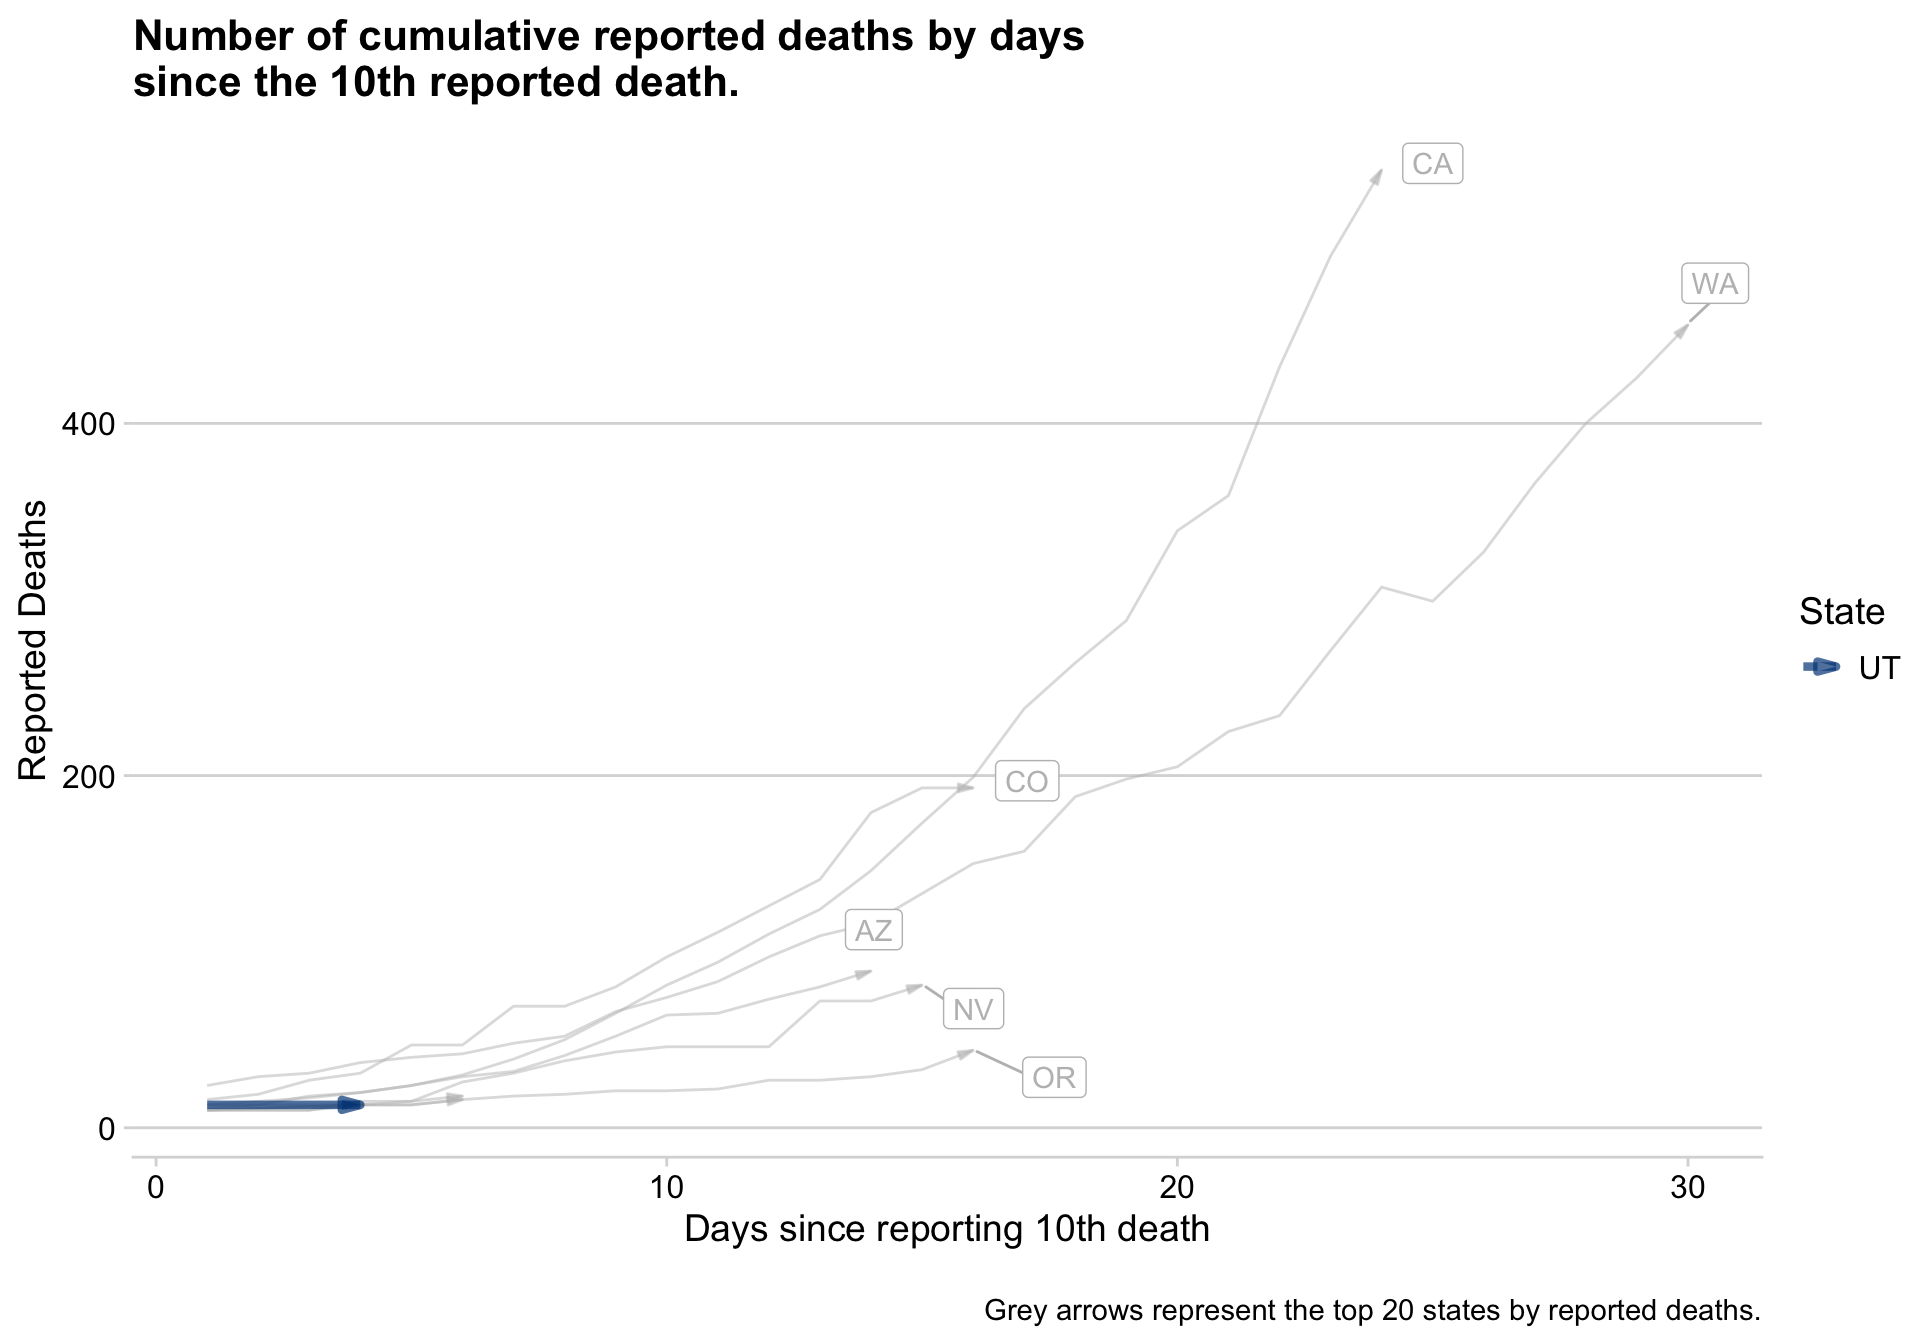 Number of cumulative reported deaths by days
since the 10th reported death.
CA
WA
400
Reported Deaths
State
UT
CO
200
AZ
NV
OR
0
0 10 20 30
Days since reporting 10th death
Grey arrows represent the top 20 states by reported deaths.